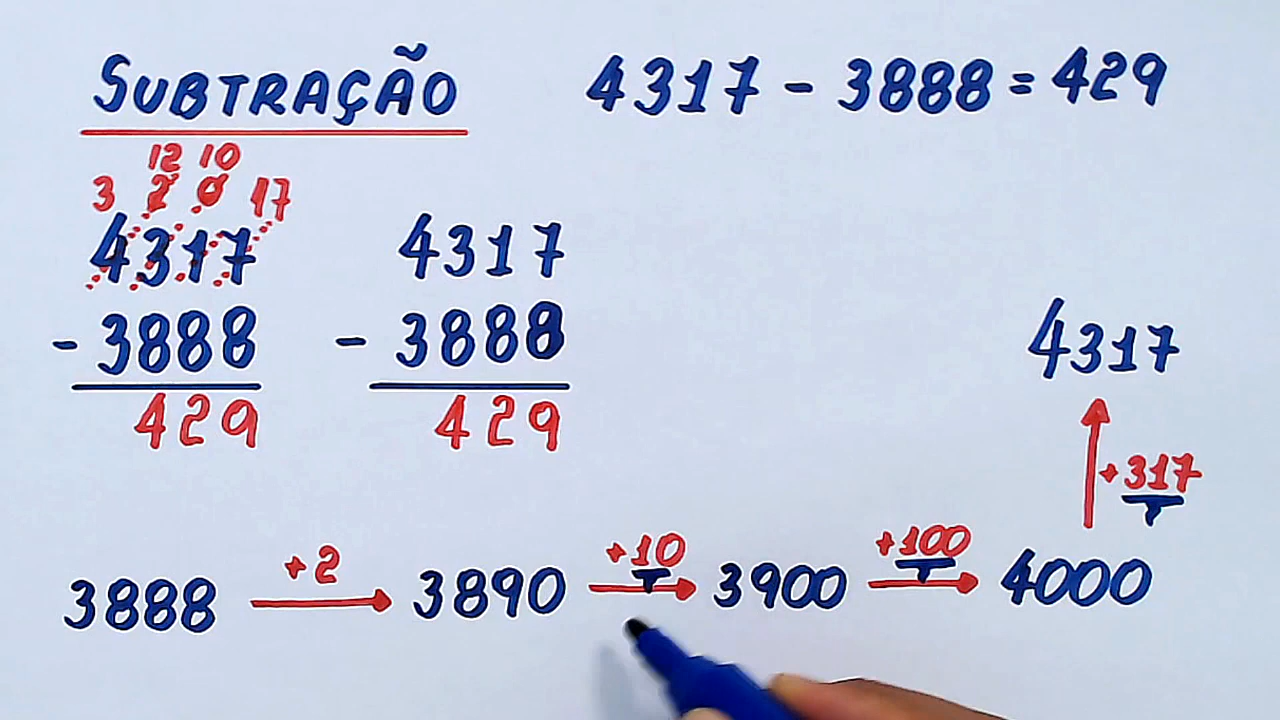 SUBTRAÇÃO
4317 - 3888 = 429
12 10
3 2 0 17
4317
- 3888
429
4317
- 3888
429
3888 +2 3890 +10 3900 +100 4000
+317
4317